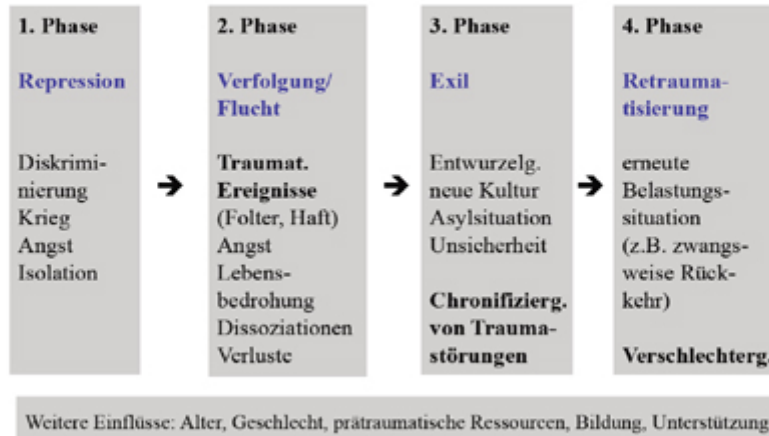 1. Phase
Repression
Diskrimi-
nierung
Krieg
Angst
Isolation
2. Phase
Verfolgung/
Flucht
Traumat.
Ereignisse
(Folter, Haft)
Angst
Lebens-
bedrohung
Dissoziationen
Verluste
3. Phase
Exil
Entwurzelg.
neue Kultur
Asylsituation
Unsicherheit
Chronifizierg.
von Trauma-
störungen
4. Phase
Retrauma-
tisierung
erneute
Belastungs-
situation
(z.B. zwangs-
weise Rück-
kehr)
Verschlechterg.
Weitere Einflüsse: Alter, Geschlecht, prätraumatische Ressourcen, Bildung, Unterstützung